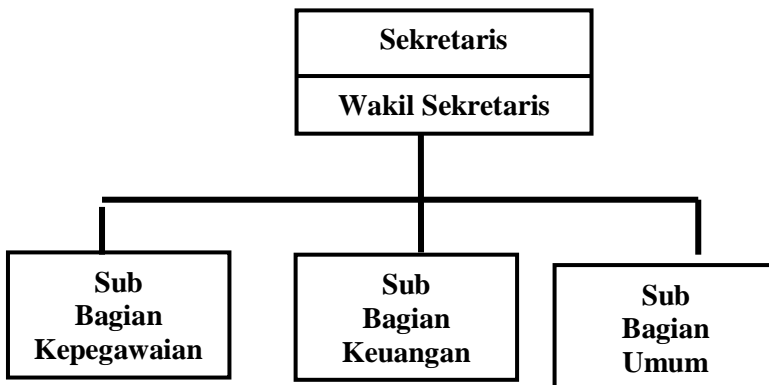 Sekretaris
Wakil Sekretaris
Sub
Bagian
Kepegawaian
Sub
Bagian
Keuangan
Sub
Bagian
Umum